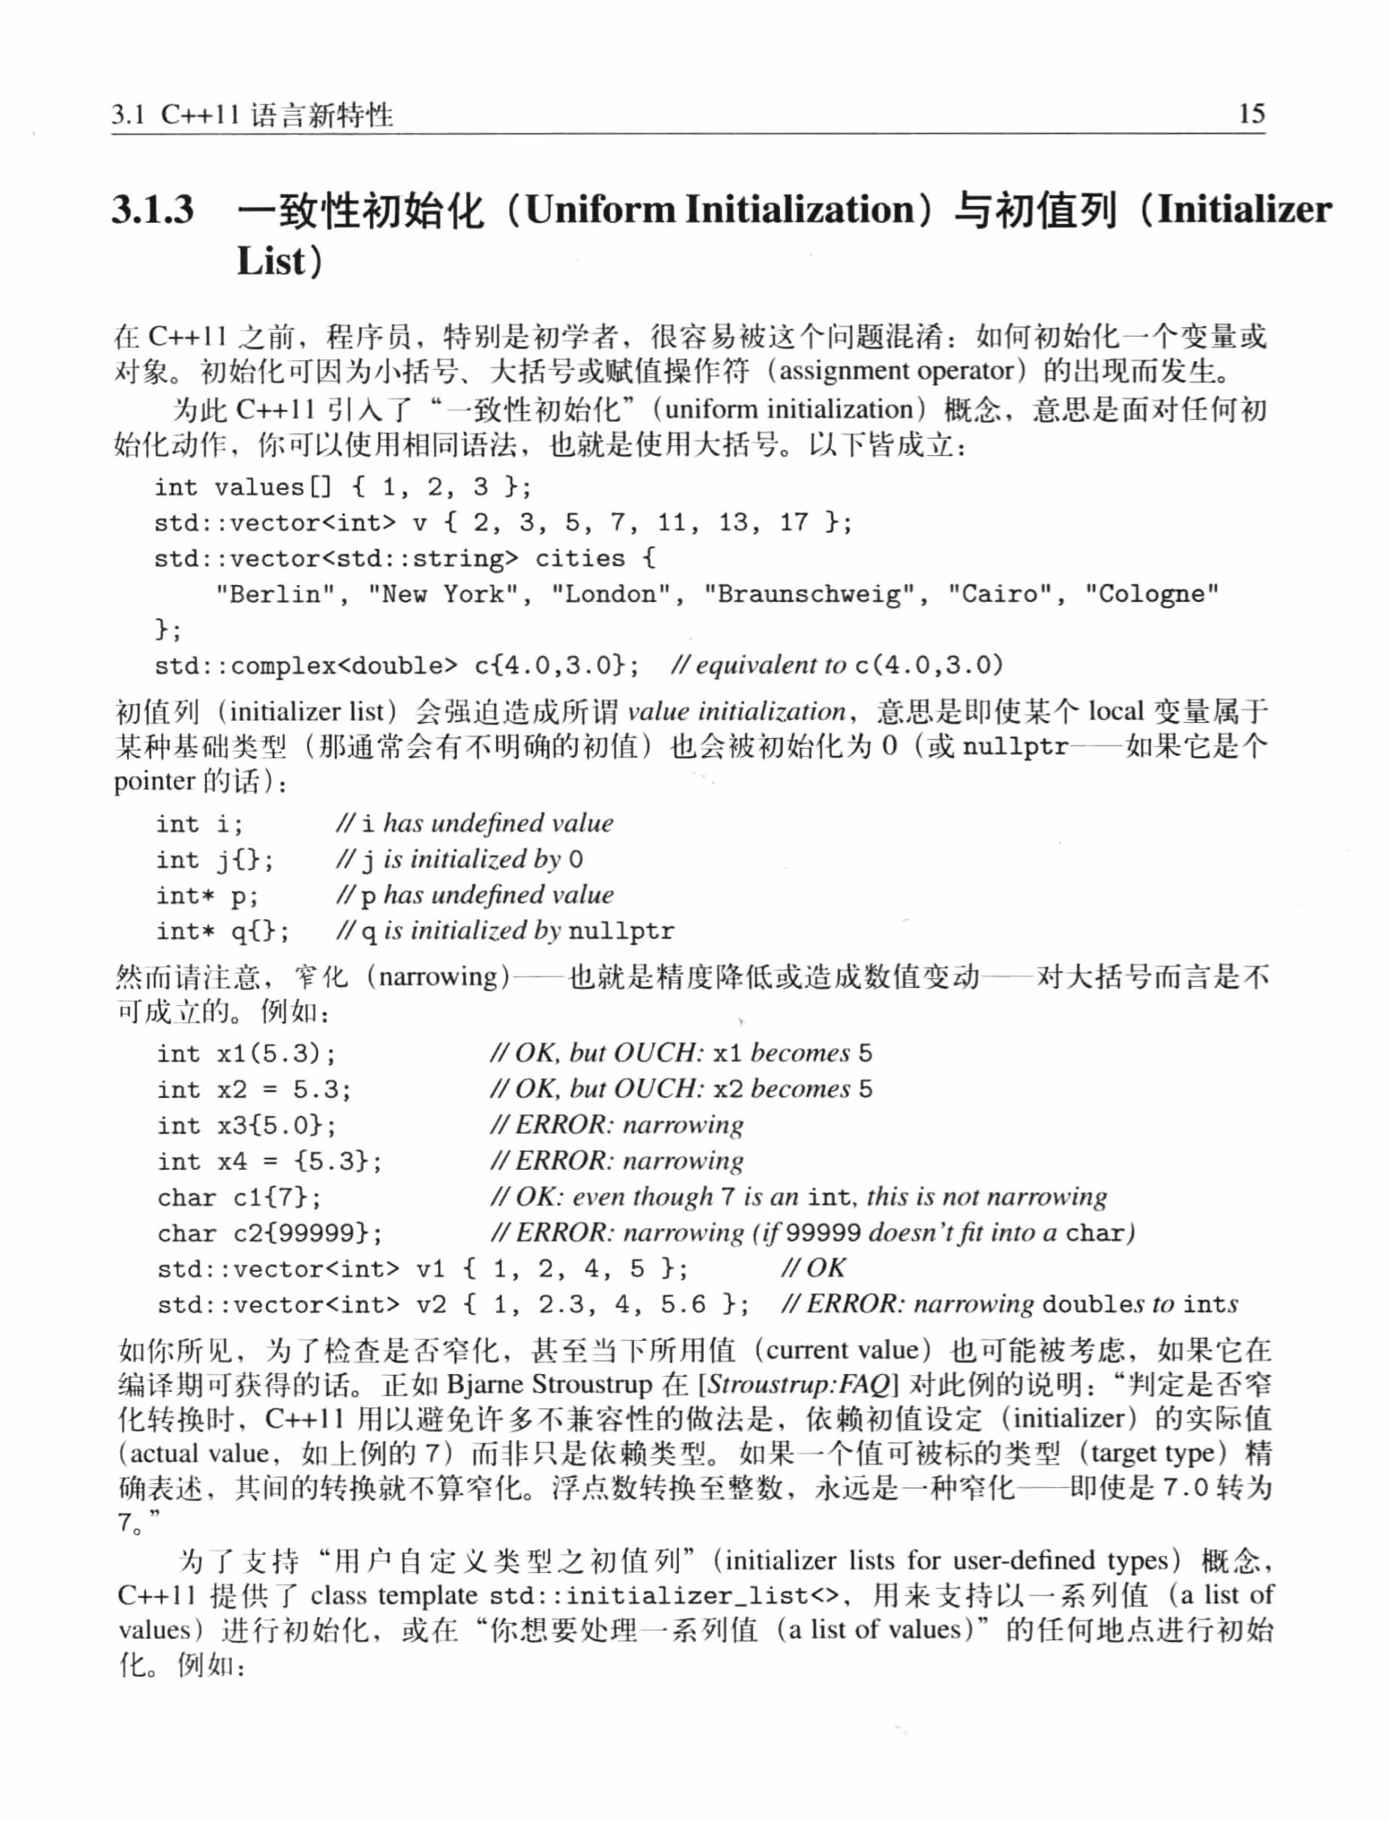 3.1 C++11 语言新特性 15
3.1.3 一致性初始化（Uniform Initialization）与初值列（Initializer
List）
在 C++11 之前，程序员，特别是初学者，很容易被这个问题混淆：如何初始化一个变量或
对象。初始化可因为小括号、大括号或赋值操作符（assignment operator）的出现而发生。
为此 C++11 引入了“一致性初始化”（uniform initialization）概念，意思是面对任何初
始化动作，你可以使用相同语法，也就是使用大括号。以下皆成立：
int values[] { 1, 2, 3 };
std::vector<int> v { 2, 3, 5, 7, 11, 13, 17 };
std::vector<std::string> cities {
"Berlin", "New York", "London", "Braunschweig", "Cairo", "Cologne"
};
std::complex<double> c{4.0,3.0}; // equivalent to c(4.0,3.0)
初值列（initializer list）会强迫造成所谓 value initialization，意思是即使某个 local 变量属于
某种基础类型（那通常会有不明确的初值）也会被初始化为 0（或 nullptr——如果它是个
pointer 的话）：
int i; // i has undefined value
int j{}; // j is initialized by 0
int* p; // p has undefined value
int* q{}; // q is initialized by nullptr
然而请注意，窄化（narrowing）——也就是精度降低或造成数值变动——对大括号而言是不
可成立的。例如：
int x1(5.3); // OK, but OUCH: x1 becomes 5
int x2 = 5.3; // OK, but OUCH: x2 becomes 5
int x3{5.0}; // ERROR: narrowing
int x4 = {5.3}; // ERROR: narrowing
char c1{7}; // OK: even though 7 is an int, this is not narrowing
char c2{99999}; // ERROR: narrowing (if 99999 doesn't fit into a char)
std::vector<int> v1 { 1, 2, 4, 5 }; // OK
std::vector<int> v2 { 1, 2.3, 4, 5.6 }; // ERROR: narrowing doubles to ints
如你所见，为了检查是否窄化，甚至当下所用值（current value）也可能被考虑，如果它在
编译期可获得的话。正如 Bjarne Stroustrup 在 [Stroustrup:FAQ] 对此例的说明：“判定是否窄
化转换时，C++11 用以避免许多不兼容性的做法是，依赖初值设定（initializer）的实际值
（actual value，如上例的 7）而非只是依赖类型。如果一个值可被标的类型（target type）精
确表述，其间的转换就不算窄化。浮点数转换至整数，永远是一种窄化——即使是 7.0 转为
7。”
为了支持“用户自定义类型之初值列”（initializer lists for user-defined types）概念，
C++11 提供了 class template std::initializer_list<>，用来支持以一系列值（a list of
values）进行初始化，或在“你想要处理一系列值（a list of values）”的任何地点进行初始
化。例如：